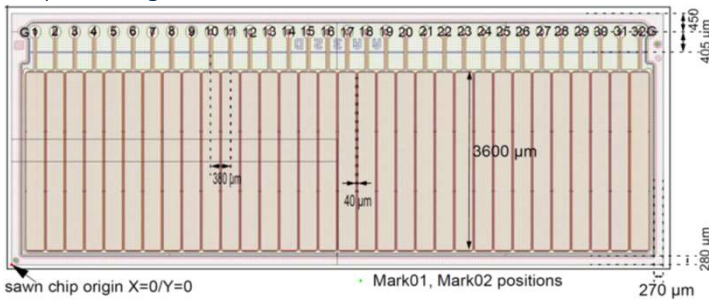 G 1 2 3 4 5 6 7 8 9 10 11 12 13 14 15 16 17 18 19 20 21 22 23 24 25 26 27 28 29 30 31 32 G
450
405 µm
3600 µm
380 µm
40 µm
280 µm
sawn chip origin X=0/Y=0
Mark01, Mark02 positions
270 µm